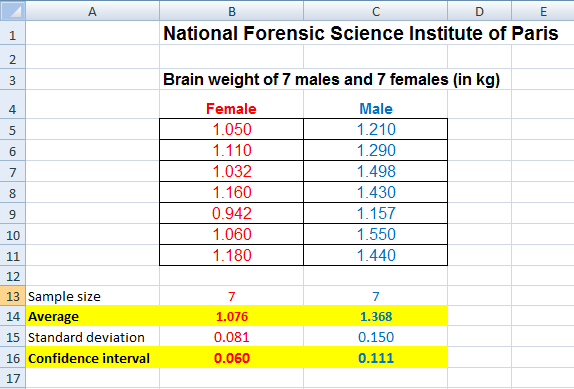 A B C D E
1 National Forensic Science Institute of Paris
2
3 Brain weight of 7 males and 7 females (in kg)
4 Female Male
5 1.050 1.210
6 1.110 1.290
7 1.032 1.498
8 1.160 1.430
9 0.942 1.157
10 1.060 1.550
11 1.180 1.440
12
13 Sample size 7 7
14 Average 1.076 1.368
15 Standard deviation 0.081 0.150
16 Confidence interval 0.060 0.111
17